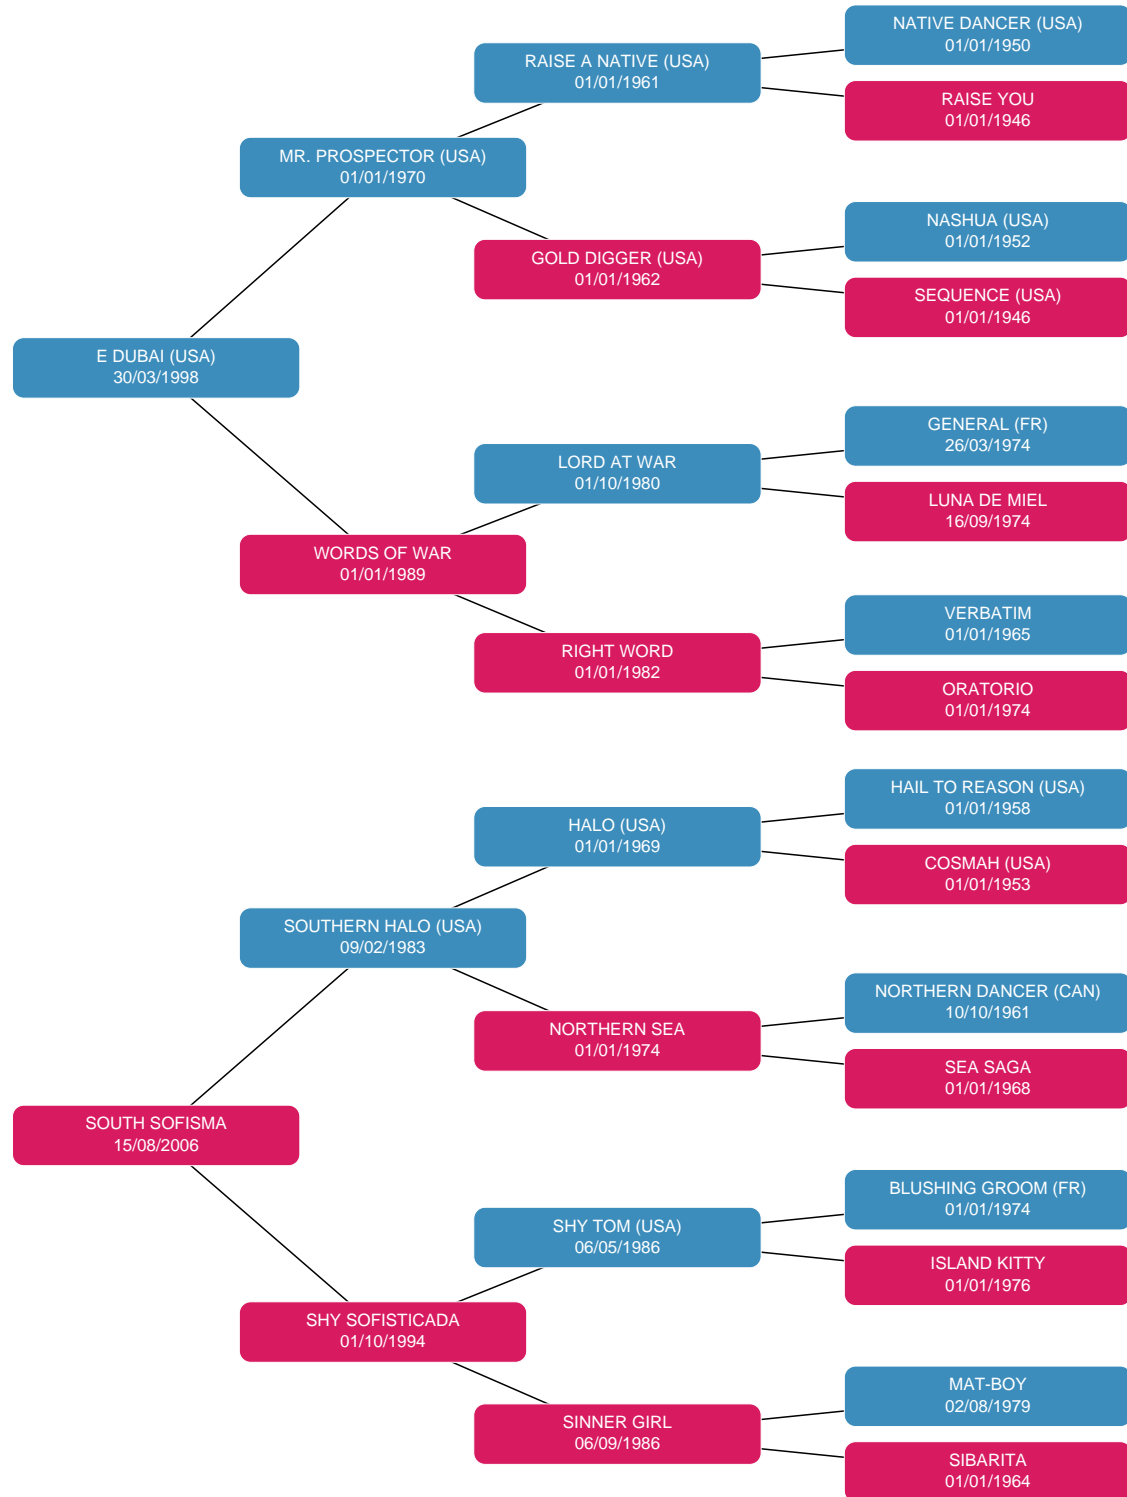 NATIVE DANCER (USA)
01/01/1950
RAISE A NATIVE (USA)
01/01/1961
RAISE YOU
01/01/1946
MR. PROSPECTOR (USA)
01/01/1970
NASHUA (USA)
01/01/1952
GOLD DIGGER (USA)
01/01/1962
SEQUENCE (USA)
01/01/1946
E DUBAI (USA)
30/03/1998
GENERAL (FR)
26/03/1974
LORD AT WAR
01/10/1980
LUNA DE MIEL
16/09/1974
WORDS OF WAR
01/01/1989
VERBATIM
01/01/1965
RIGHT WORD
01/01/1982
ORATORIO
01/01/1974
HAIL TO REASON (USA)
01/01/1958
HALO (USA)
01/01/1969
COSMAH (USA)
01/01/1953
SOUTHERN HALO (USA)
09/02/1983
NORTHERN DANCER (CAN)
10/10/1961
NORTHERN SEA
01/01/1974
SEA SAGA
01/01/1968
SOUTH SOFISMA
15/08/2006
BLUSHING GROOM (FR)
01/01/1974
SHY TOM (USA)
06/05/1986
ISLAND KITTY
01/01/1976
SHY SOFISTICADA
01/10/1994
MAT-BOY
02/08/1979
SINNER GIRL
06/09/1986
SIBARITA
01/01/1964